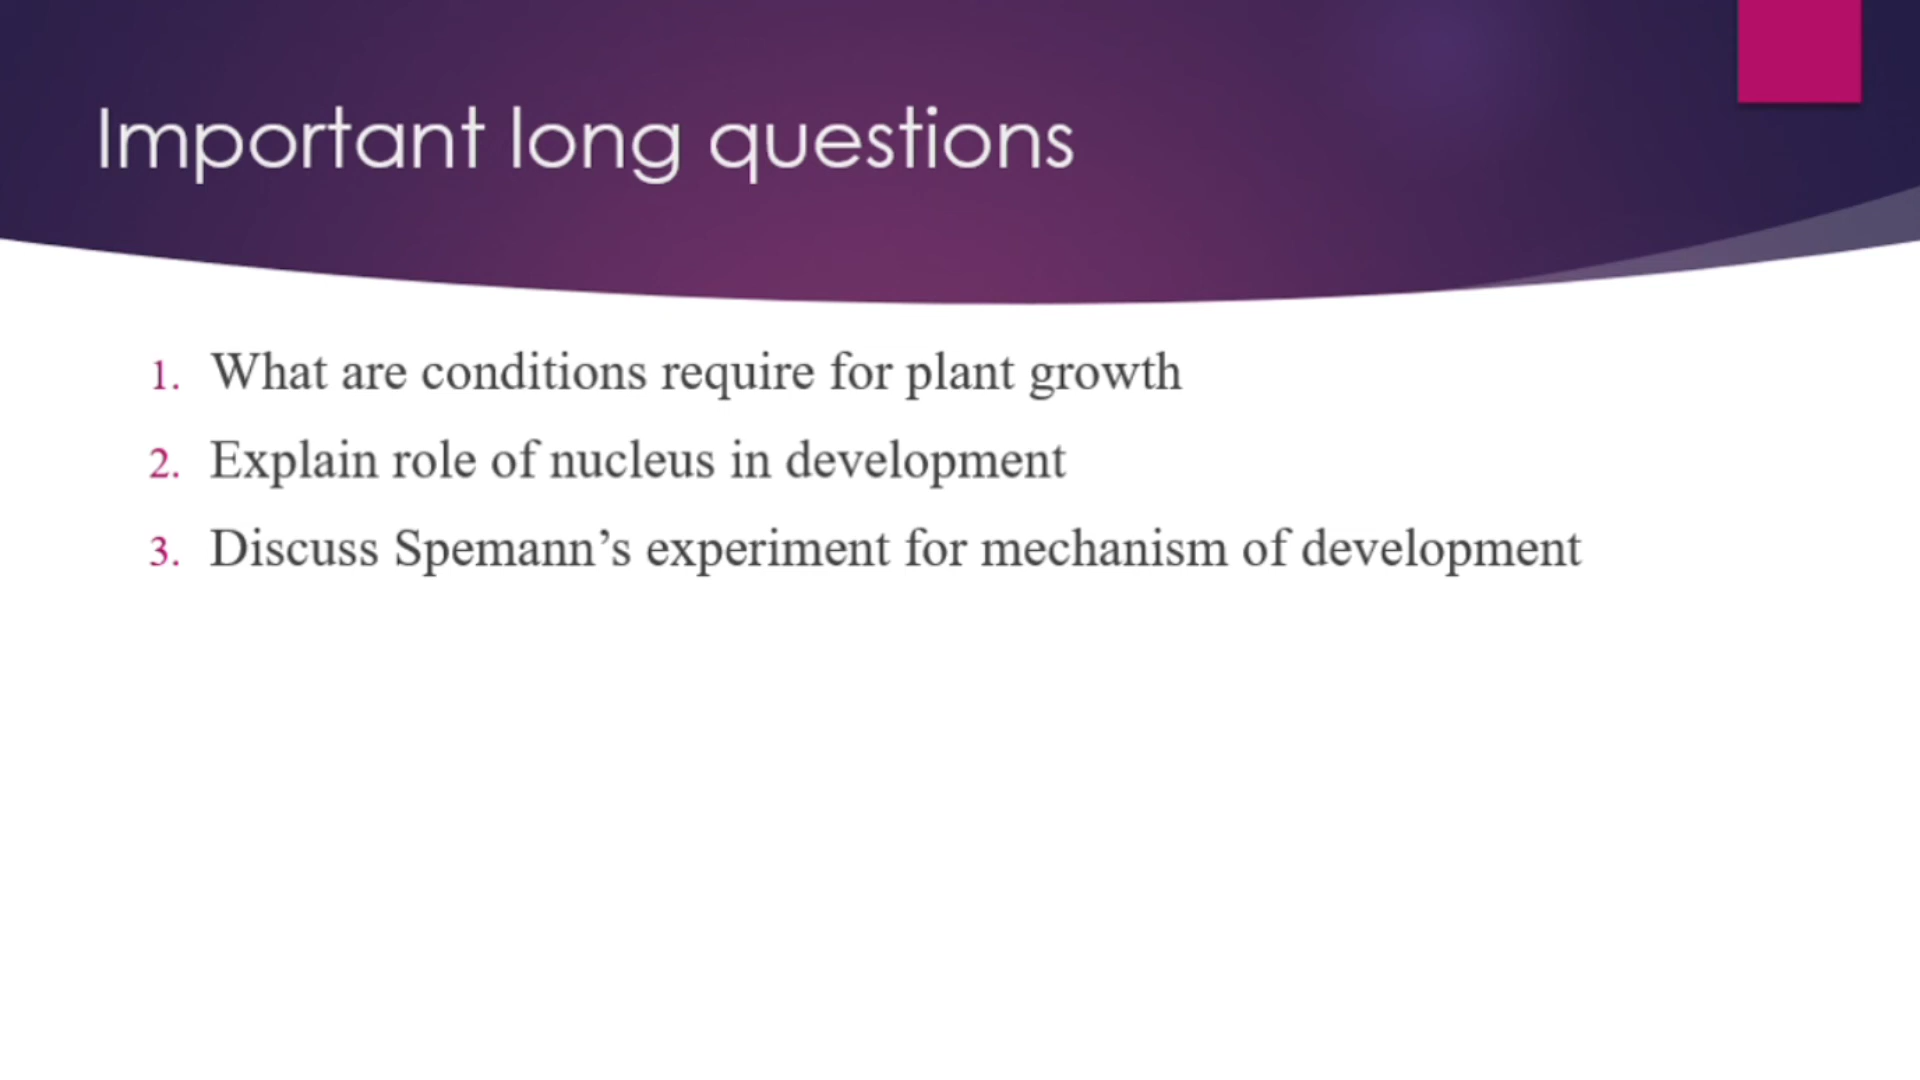 Important long questions
1. What are conditions require for plant growth
2. Explain role of nucleus in development
3. Discuss Spemann’s experiment for mechanism of development